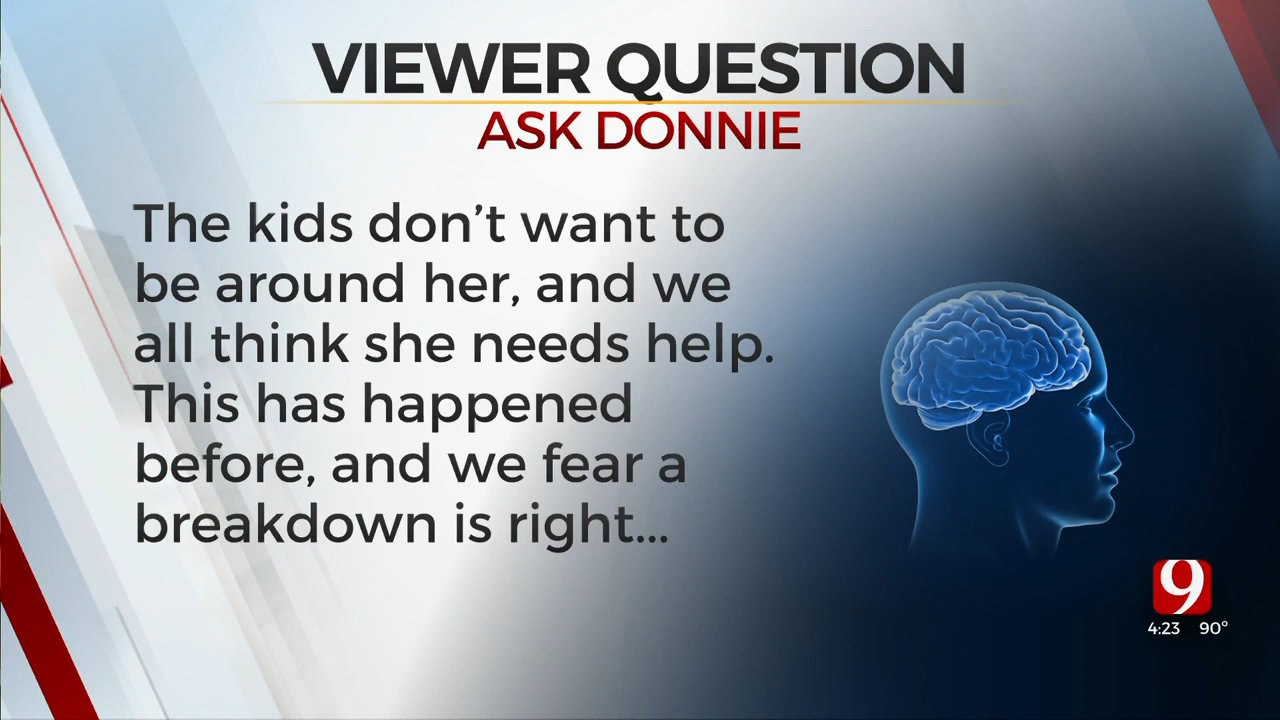 VIEWER QUESTION
ASK DONNIE
The kids don't want to
be around her, and we
all think she needs help.
This has happened
before, and we fear a
breakdown is right...
9
4:23 90°